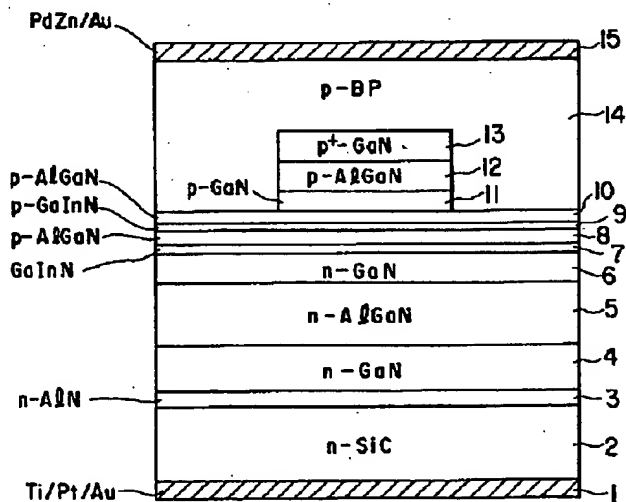 PdZn/Au
15
p-BP
14
p⁺-GaN
13
p-AlGaN
12
p-GaN
11
p-AlGaN
10
p-GaInN
9
p-AlGaN
8
GaInN
7
n-GaN
6
n-AlGaN
5
n-GaN
4
n-AlN
3
n-SiC
2
Ti/Pt/Au
1